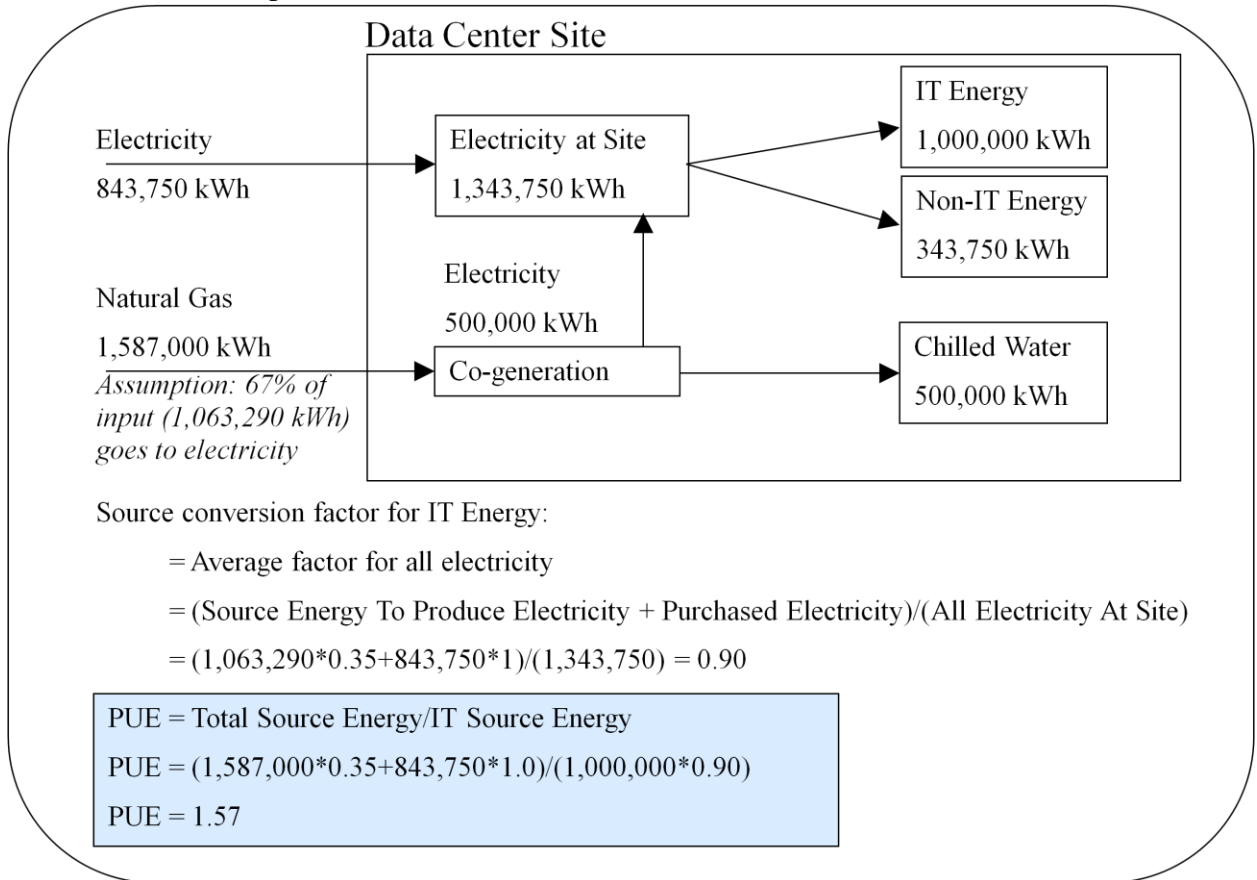 Data Center Site
Electricity
843,750 kWh
Electricity at Site
1,343,750 kWh
IT Energy
1,000,000 kWh
Non-IT Energy
343,750 kWh
Electricity
500,000 kWh
Natural Gas
1,587,000 kWh
Assumption: 67% of
input (1,063,290 kWh)
goes to electricity
Co-generation
Chilled Water
500,000 kWh
Source conversion factor for IT Energy:
= Average factor for all electricity
= (Source Energy To Produce Electricity + Purchased Electricity)/(All Electricity At Site)
= (1,063,290*0.35+843,750*1)/(1,343,750) = 0.90
PUE = Total Source Energy/IT Source Energy
PUE = (1,587,000*0.35+843,750*1.0)/(1,000,000*0.90)
PUE = 1.57